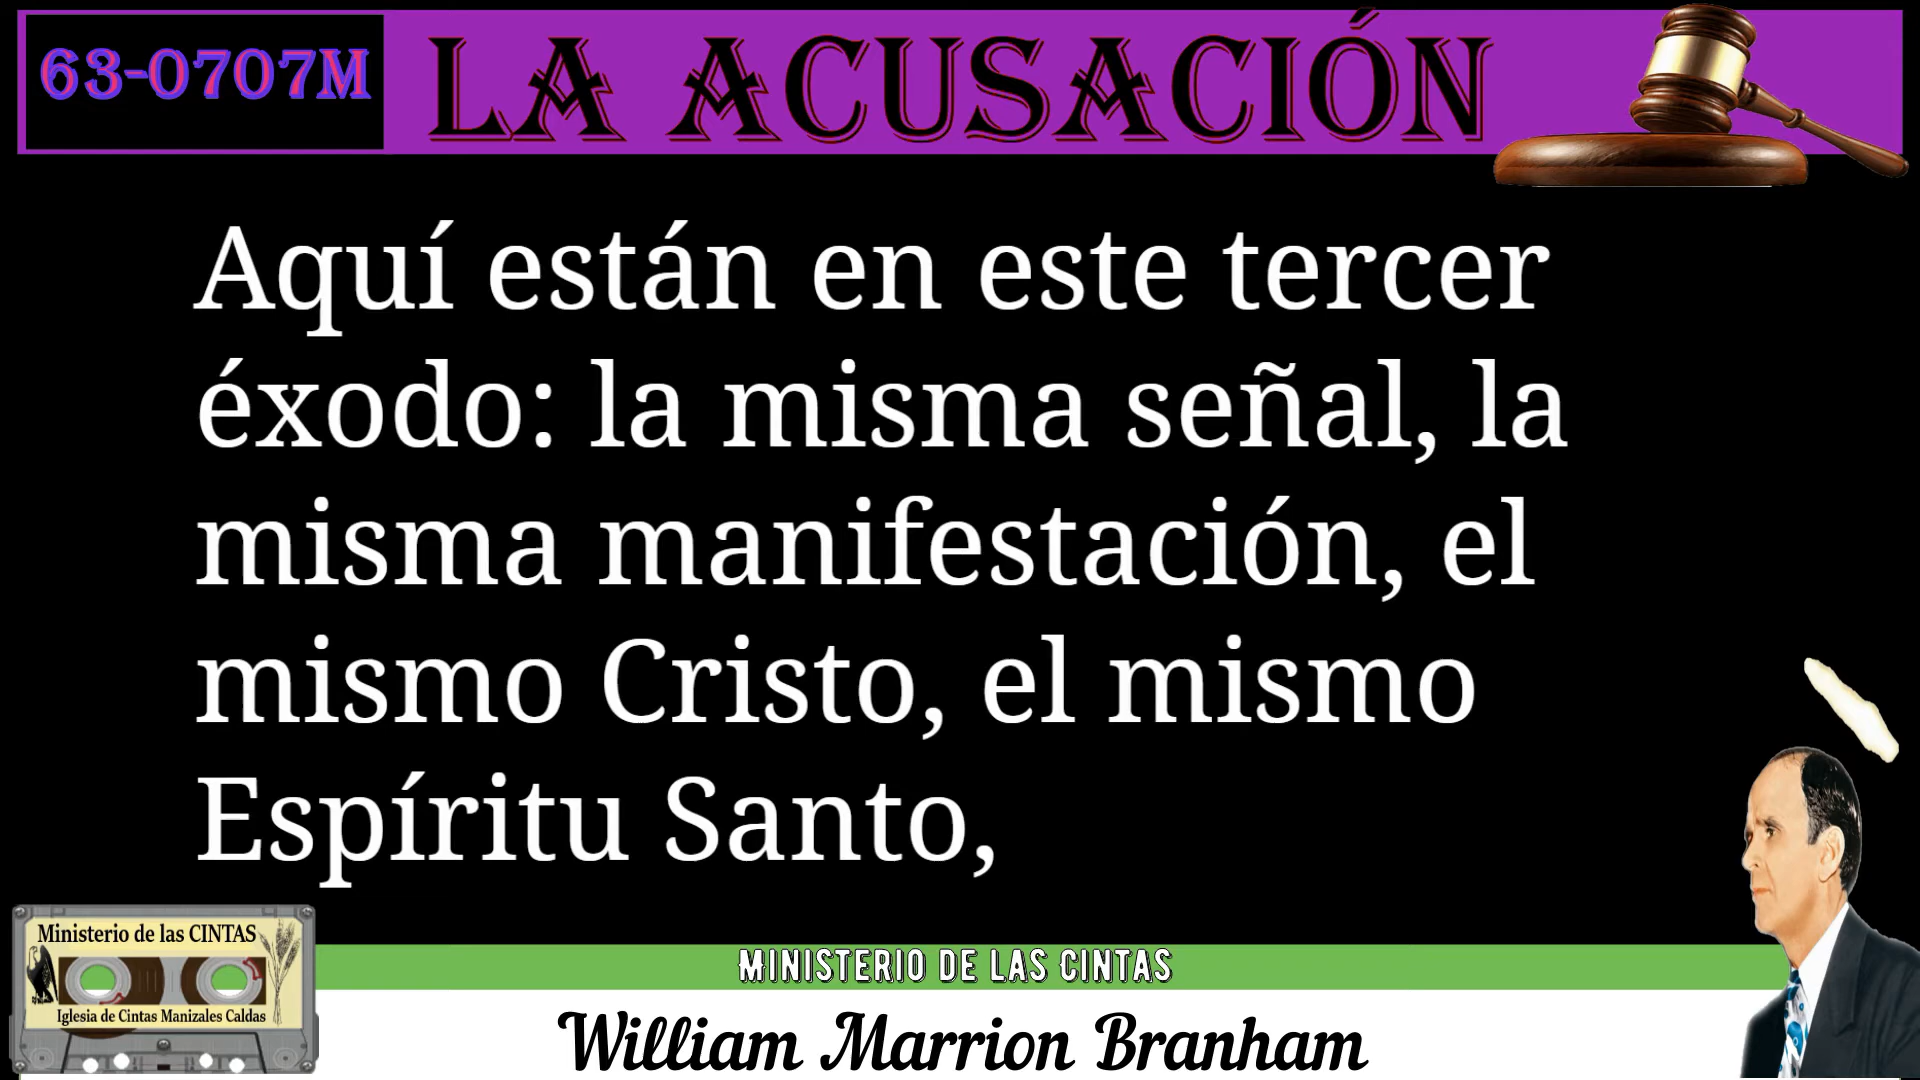 63-0707M
LA ACUSACIÓN
Aquí están en este tercer
éxodo: la misma señal, la
misma manifestación, el
mismo Cristo, el mismo
Espíritu Santo,
Ministerio de las CINTAS
Iglesia de Cintas Manizales Caldas
MINISTERIO DE LAS CINTAS
William Marrion Branham